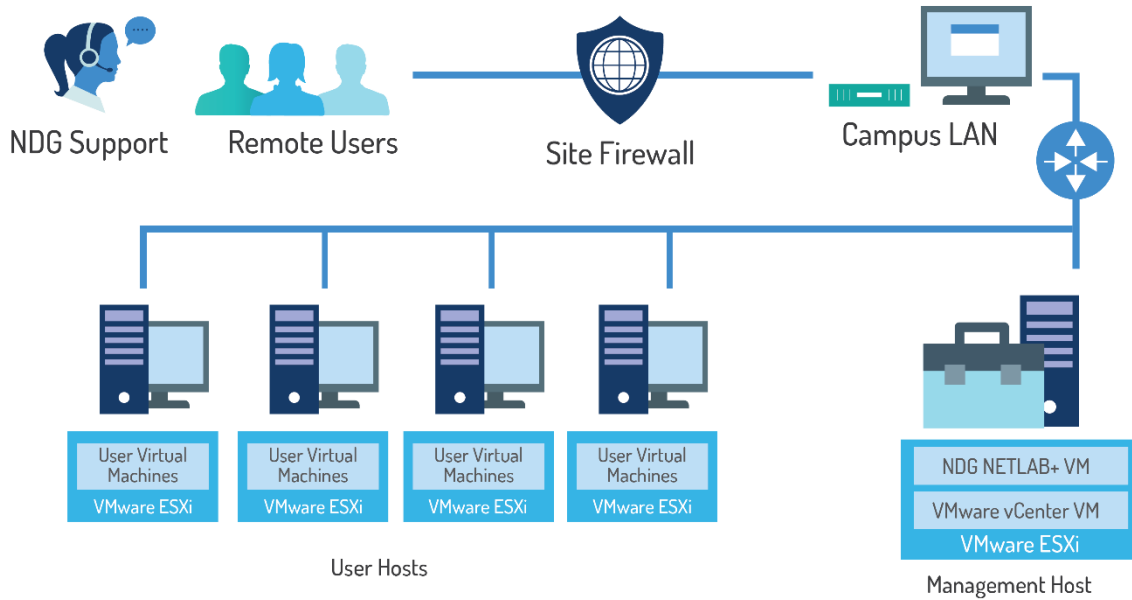 NDG Support
Remote Users
Site Firewall
Campus LAN
User Virtual
Machines
VMware ESXi
User Virtual
Machines
VMware ESXi
User Virtual
Machines
VMware ESXi
User Virtual
Machines
VMware ESXi
User Hosts
NDG NETLAB+ VM
VMware vCenter VM
VMware ESXi
Management Host